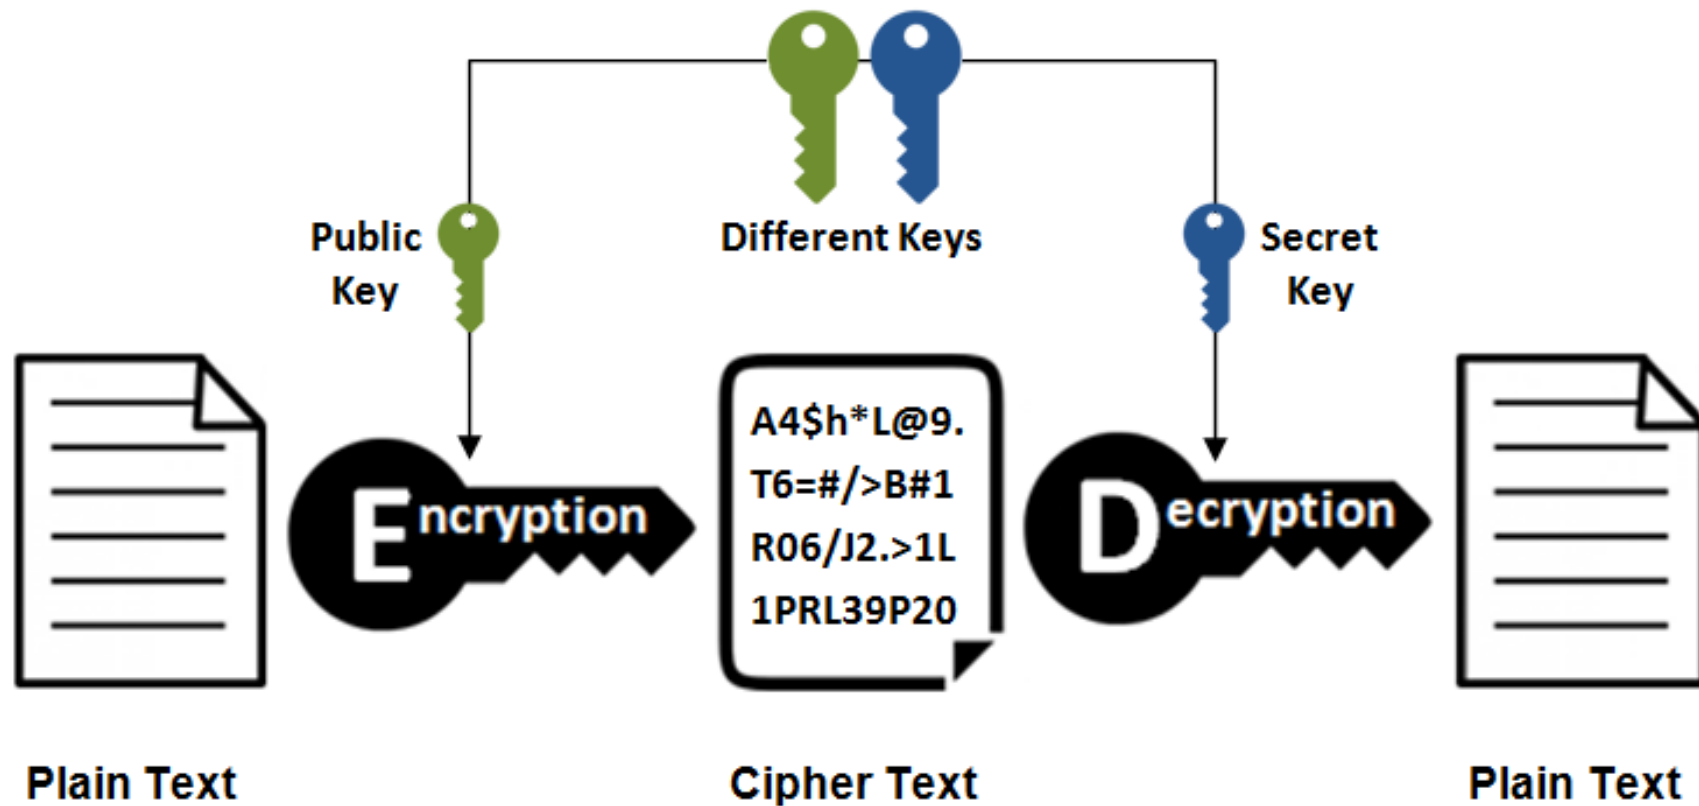 Public
Key
Different Keys
Secret
Key
Encryption
A4$h*L@9.
T6=#/>B#1
R06/J2.>1L
1PRL39P20
Decryption
Plain Text
Cipher Text
Plain Text